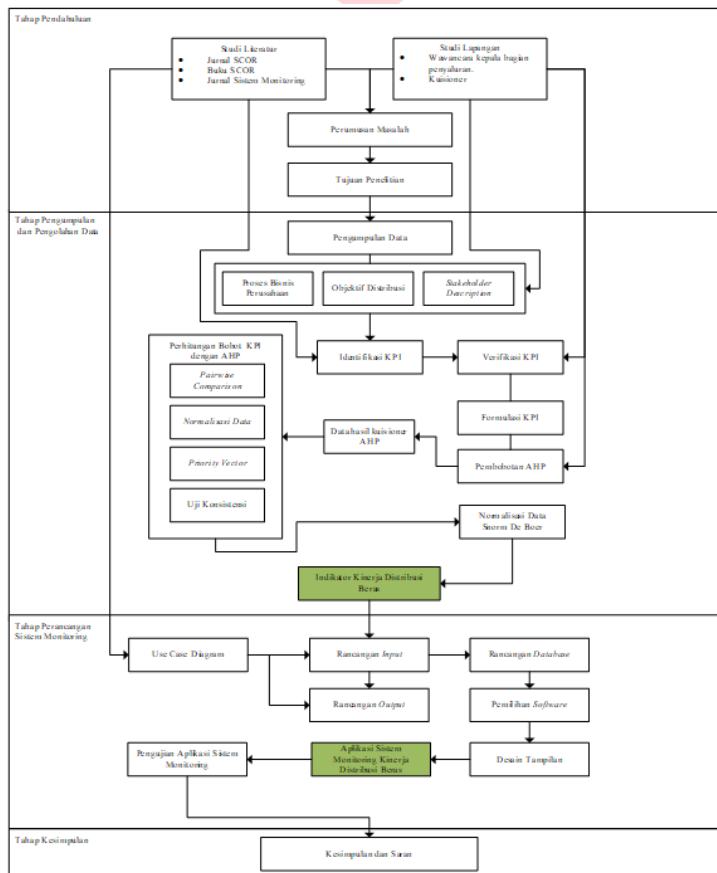 Tahap Pendahuluan
Studi Literatur
Jurnal SCOR
Buku SCOR
Jurnal Sistem Monitoring
Studi Lapangan
Wawancara kepala bagian
penyaluran.
Kuisioner
Perumusan Masalah
Tujuan Penelitian
Tahap Pengumpulan
dan Pengolahan Data
Pengumpulan Data
Proses Bisnis
Perusahaan
Objektif Distribusi
Stakeholder
Description
Perhitungan Bobot KPI
dengan AHP
Pairwise
Comparison
Normalisasi Data
Priority Vector
Uji Konsistensi
Identifikasi KPI
Verifikasi KPI
Formulasi KPI
Data hasil kuisioner
AHP
Pembobotan AHP
Normalisasi Data
Snorm De Boer
Indikator Kinerja Distribusi
Beras
Tahap Perancangan
Sistem Monitoring
Use Case Diagram
Rancangan Input
Rancangan Database
Rancangan Output
Pemilihan Software
Pengujian Aplikasi Sistem
Monitoring
Aplikasi Sistem
Monitoring Kinerja
Distribusi Beras
Desain Tampilan
Tahap Kesimpulan
Kesimpulan dan Saran